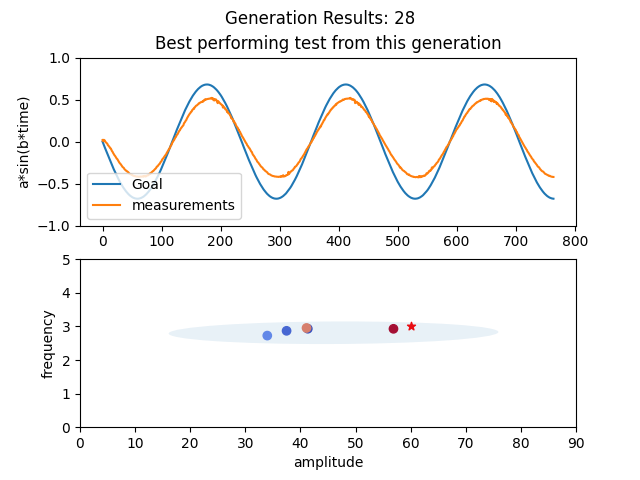 Generation Results: 28
Best performing test from this generation
a*sin(b*time)
1.0
0.5
0.0
−0.5
−1.0
Goal
measurements
0 100 200 300 400 500 600 700 800
frequency
5
4
3
2
1
0
0 10 20 30 40 50 60 70 80 90
amplitude